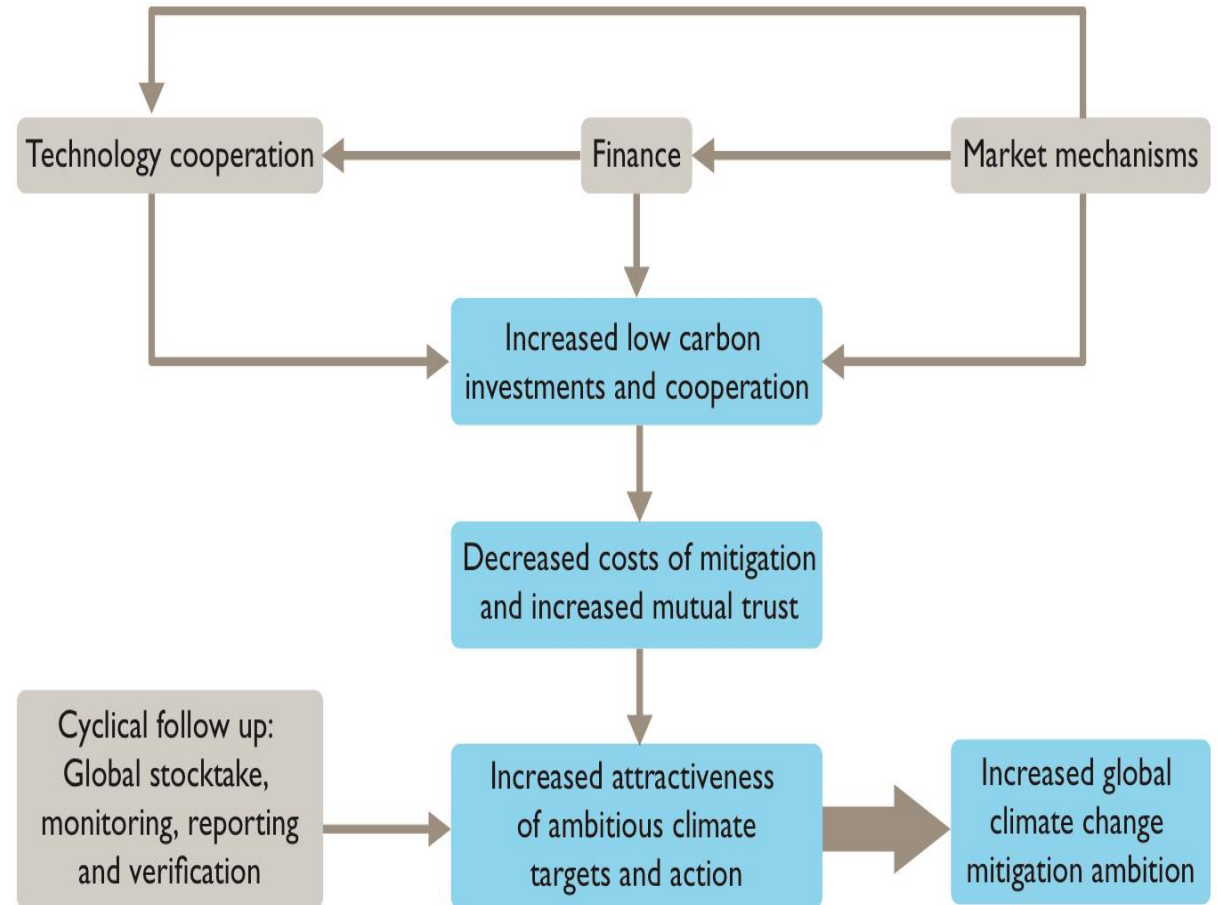 Technology cooperation
Finance
Market mechanisms
Increased low carbon
investments and cooperation
Decreased costs of mitigation
and increased mutual trust
Cyclical follow up:
Global stocktake,
monitoring, reporting
and verification
Increased attractiveness
of ambitious climate
targets and action
Increased global
climate change
mitigation ambition